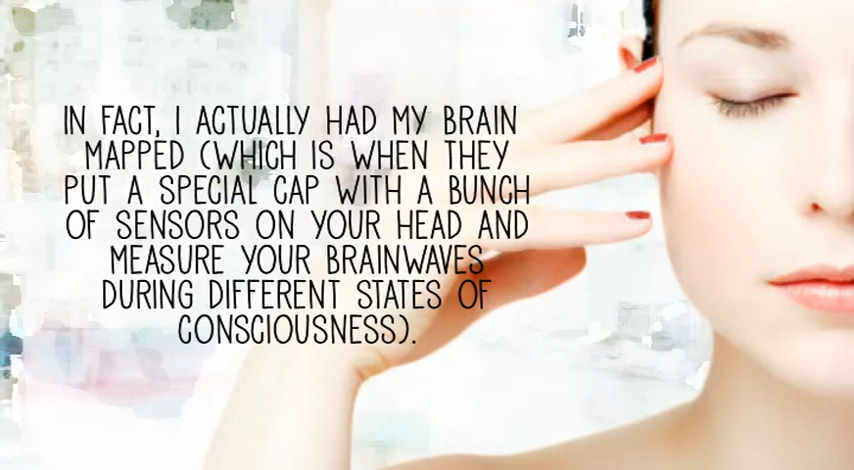 IN FACT, I ACTUALLY HAD MY BRAIN
MAPPED (WHICH IS WHEN THEY
PUT A SPECIAL CAP WITH A BUNCH
OF SENSORS ON YOUR HEAD AND
MEASURE YOUR BRAINWAVES
DURING DIFFERENT STATES OF
CONSCIOUSNESS).